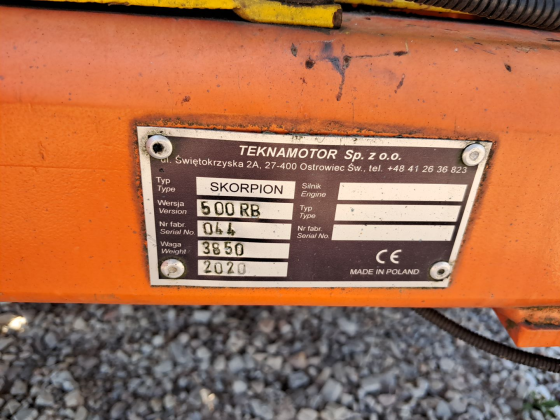 TEKNAMOTOR Sp. z o.o.
ul. Świętokrzyska 2A, 27-400 Ostrowiec Św., tel. +48 41 26 36 823
Typ
Type
SKORPION
Silnik
Engine
Wersja
Version
500 RB
Typ
Type
Nr fabr.
Serial No.
044
Nr fabr.
Serial No.
Waga
Weight
3850
2020
CE
MADE IN POLAND